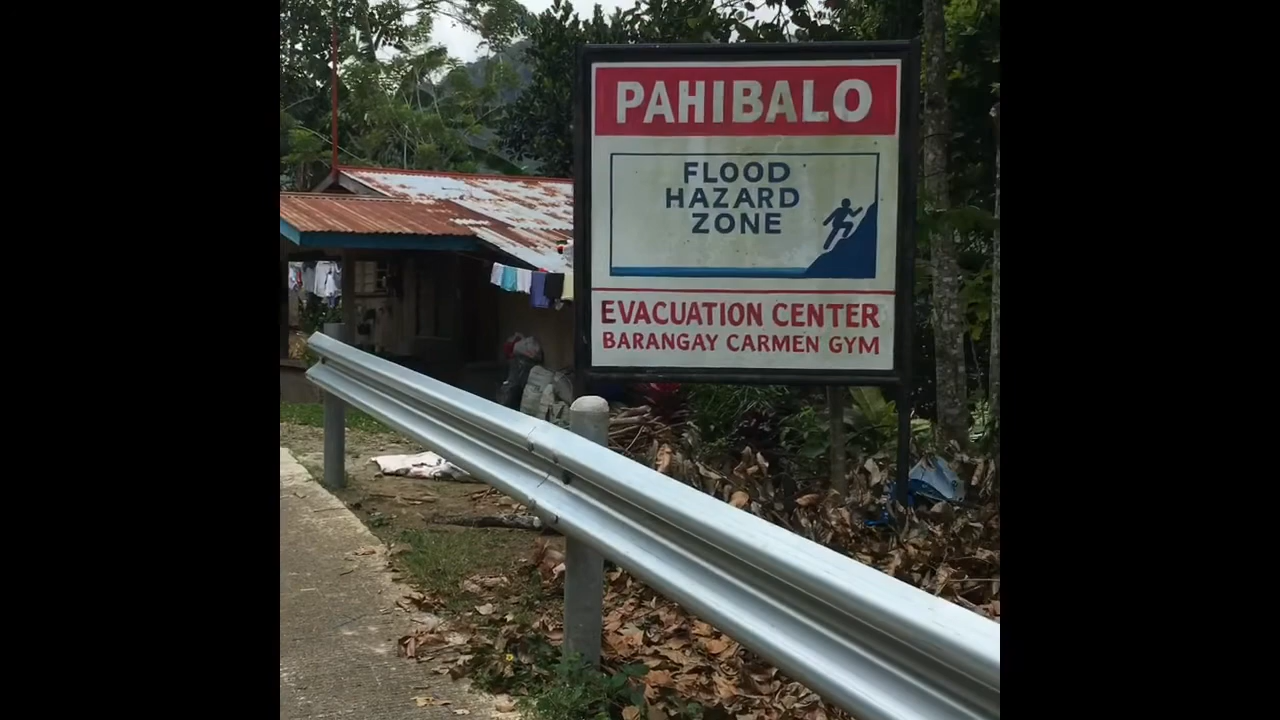 PAHIBALO
FLOOD
HAZARD
ZONE
EVACUATION CENTER
BARANGAY CARMEN GYM